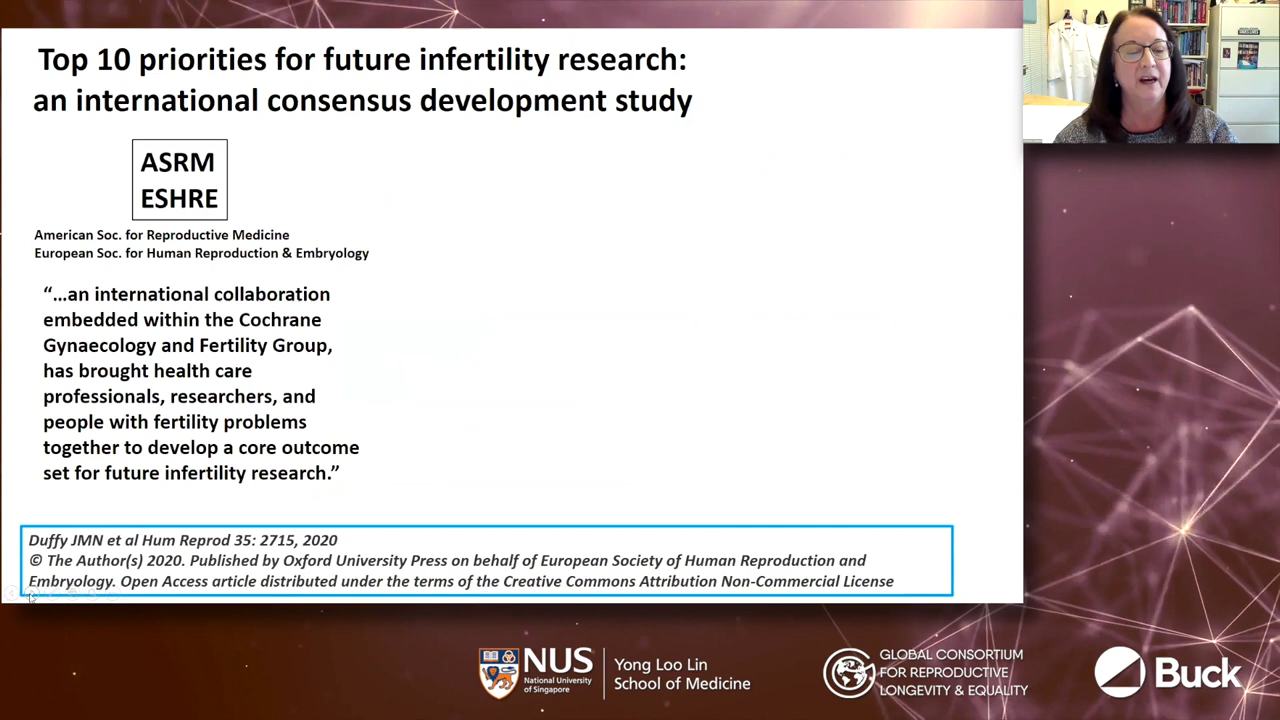 Top 10 priorities for future infertility research:
an international consensus development study
ASRM
ESHRE
American Soc. for Reproductive Medicine
European Soc. for Human Reproduction & Embryology
“…an international collaboration
embedded within the Cochrane
Gynaecology and Fertility Group,
has brought health care
professionals, researchers, and
people with fertility problems
together to develop a core outcome
set for future infertility research.”
Duffy JMN et al Hum Reprod 35: 2715, 2020
© The Author(s) 2020. Published by Oxford University Press on behalf of European Society of Human Reproduction and
Embryology. Open Access article distributed under the terms of the Creative Commons Attribution Non-Commercial License
NUS
National University
of Singapore
Yong Loo Lin
School of Medicine
GLOBAL CONSORTIUM
FOR REPRODUCTIVE
LONGEVITY & EQUALITY
Buck